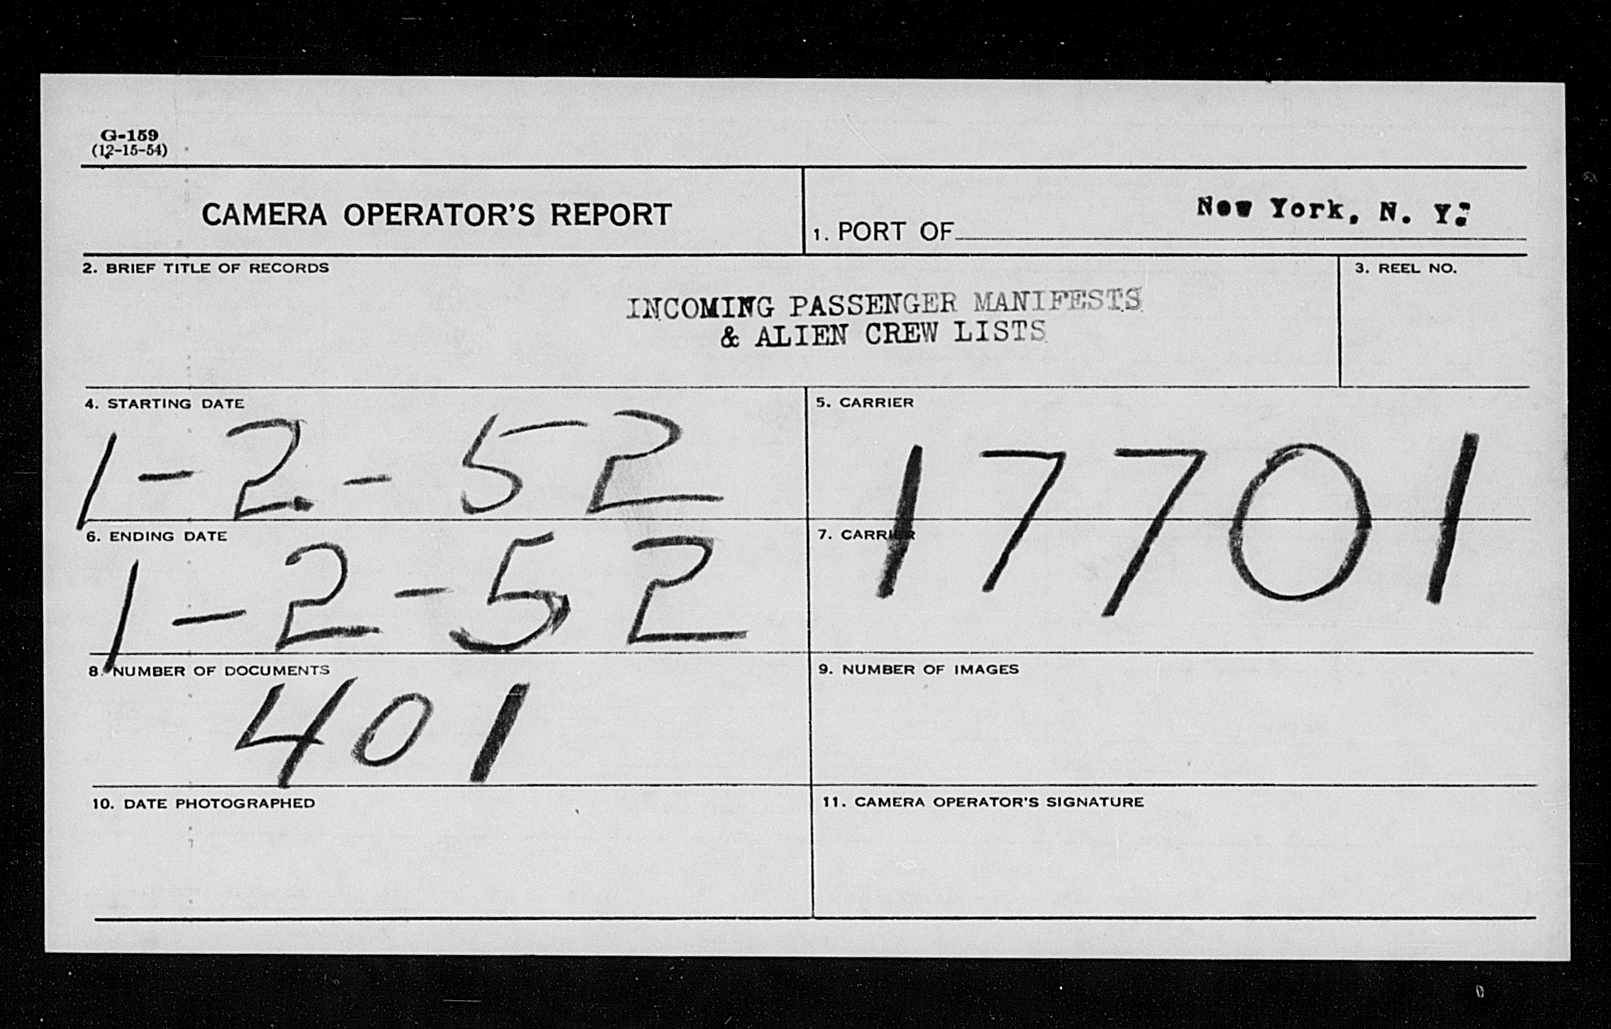 G-159
(12-15-54)
CAMERA OPERATOR'S REPORT
1. PORT OF New York, N. Y.
2. BRIEF TITLE OF RECORDS
INCOMING PASSENGER MANIFESTS
& ALIEN CREW LISTS
3. REEL NO.
4. STARTING DATE
1-2-52
5. CARRIER
17701
6. ENDING DATE
1-2-52
7. CARRIER
8. NUMBER OF DOCUMENTS
401
9. NUMBER OF IMAGES
10. DATE PHOTOGRAPHED
11. CAMERA OPERATOR'S SIGNATURE